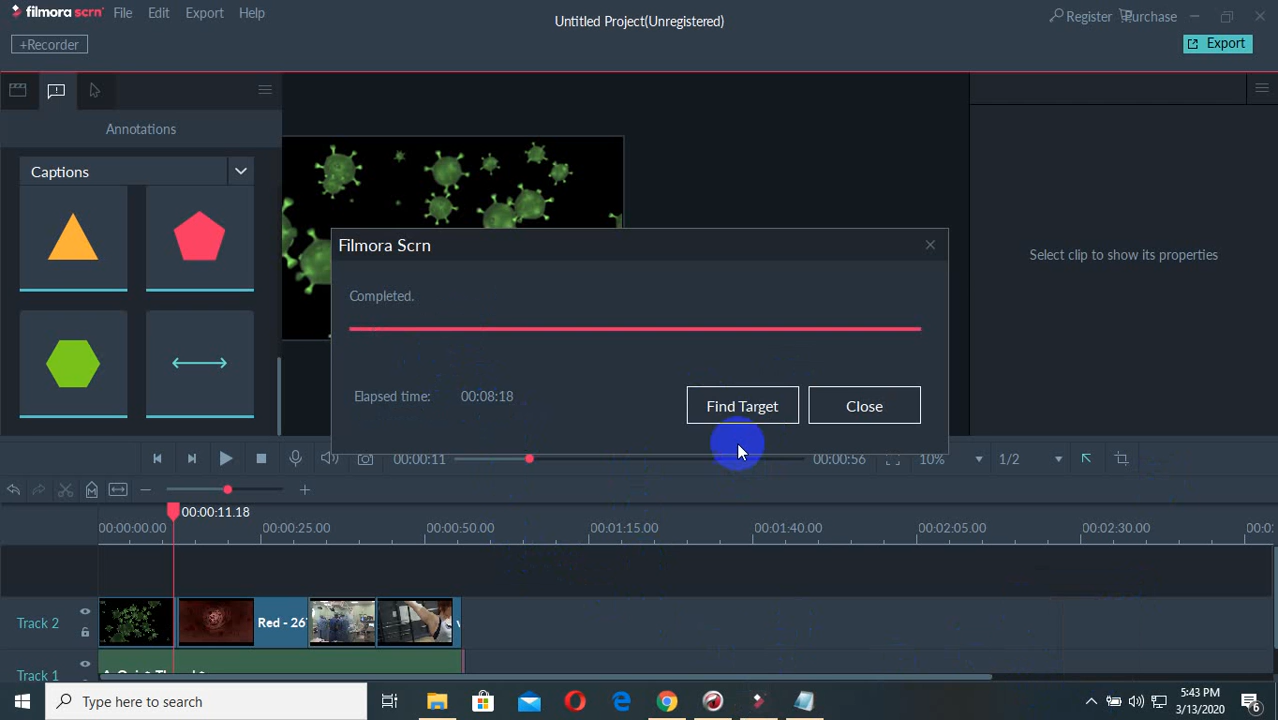 filmora scrn File Edit Export Help
Untitled Project(Unregistered)
Register Purchase
+Recorder
Export
Annotations
Captions
Select clip to show its properties
Filmora Scrn
Completed.
Elapsed time: 00:08:18
Find Target Close
00:00:11 00:00:56 10% 1/2
00:00:11.18
00:00:00.00 00:00:25.00 00:00:50.00 00:01:15.00 00:01:40.00 00:02:05.00 00:02:30.00
Track 2
Red - 26
Track 1
Type here to search
5:43 PM
3/13/2020
6